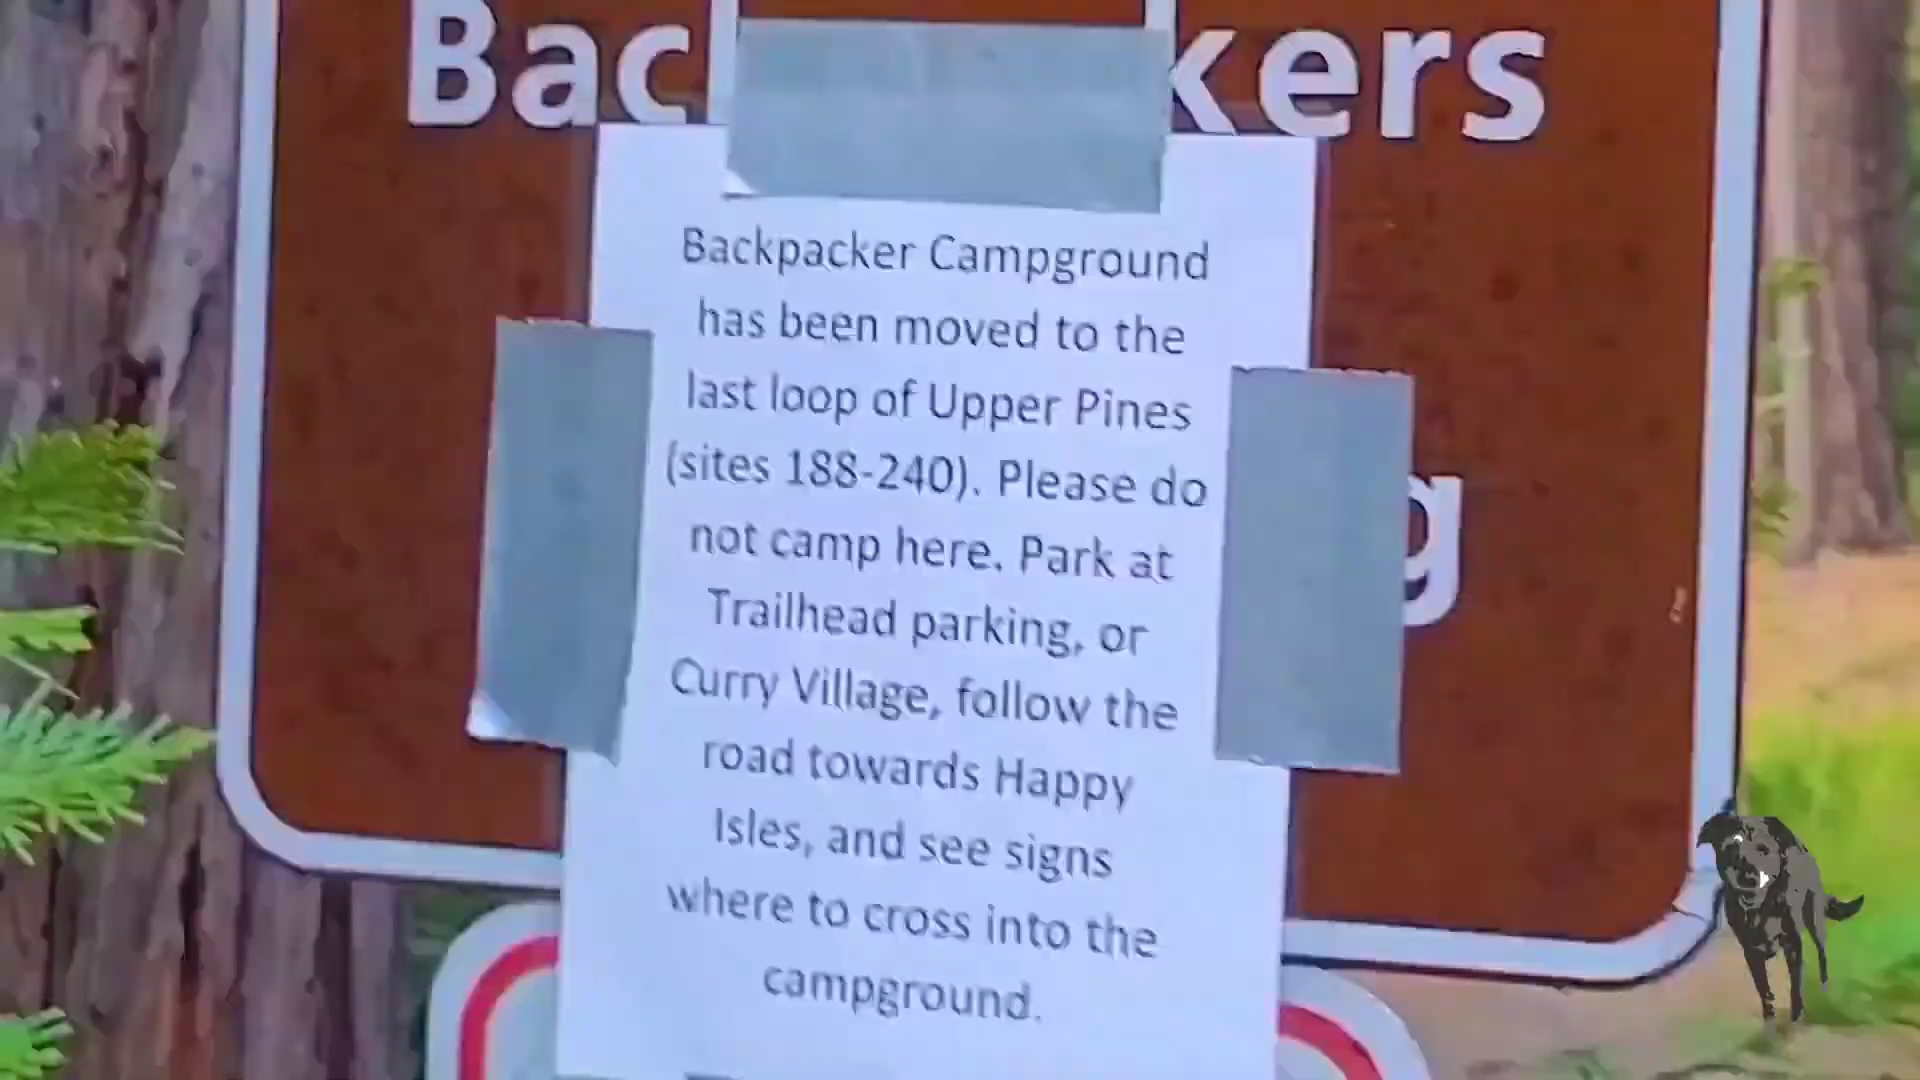 Bac kers
Backpacker Campground
has been moved to the
last loop of Upper Pines
(sites 188-240). Please do
not camp here. Park at
Trailhead parking, or
Curry Village, follow the
road towards Happy
Isles, and see signs
where to cross into the
campground.
g